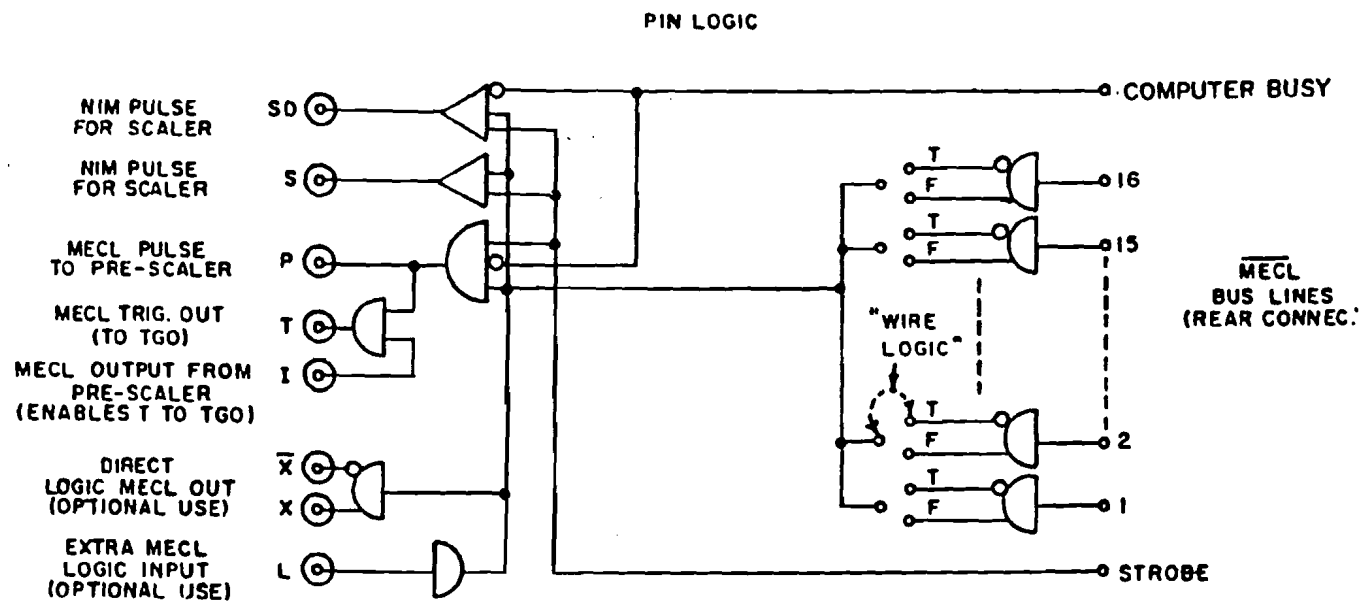 PIN LOGIC
COMPUTER BUSY
NIM PULSE
FOR SCALER
SD
NIM PULSE
FOR SCALER
S
MECL PULSE
TO PRE-SCALER
P
MECL TRIG. OUT
(TO TGO)
T
MECL OUTPUT FROM
PRE-SCALER
(ENABLES T TO TGO)
I
DIRECT
LOGIC MECL OUT
(OPTIONAL USE)
X̅
X
EXTRA MECL
LOGIC INPUT
(OPTIONAL USE)
L
T
F
16
T
F
15
"WIRE
LOGIC"
T
F
2
T
F
1
M̅E̅C̅L̅
BUS LINES
(REAR CONNEC.
STROBE